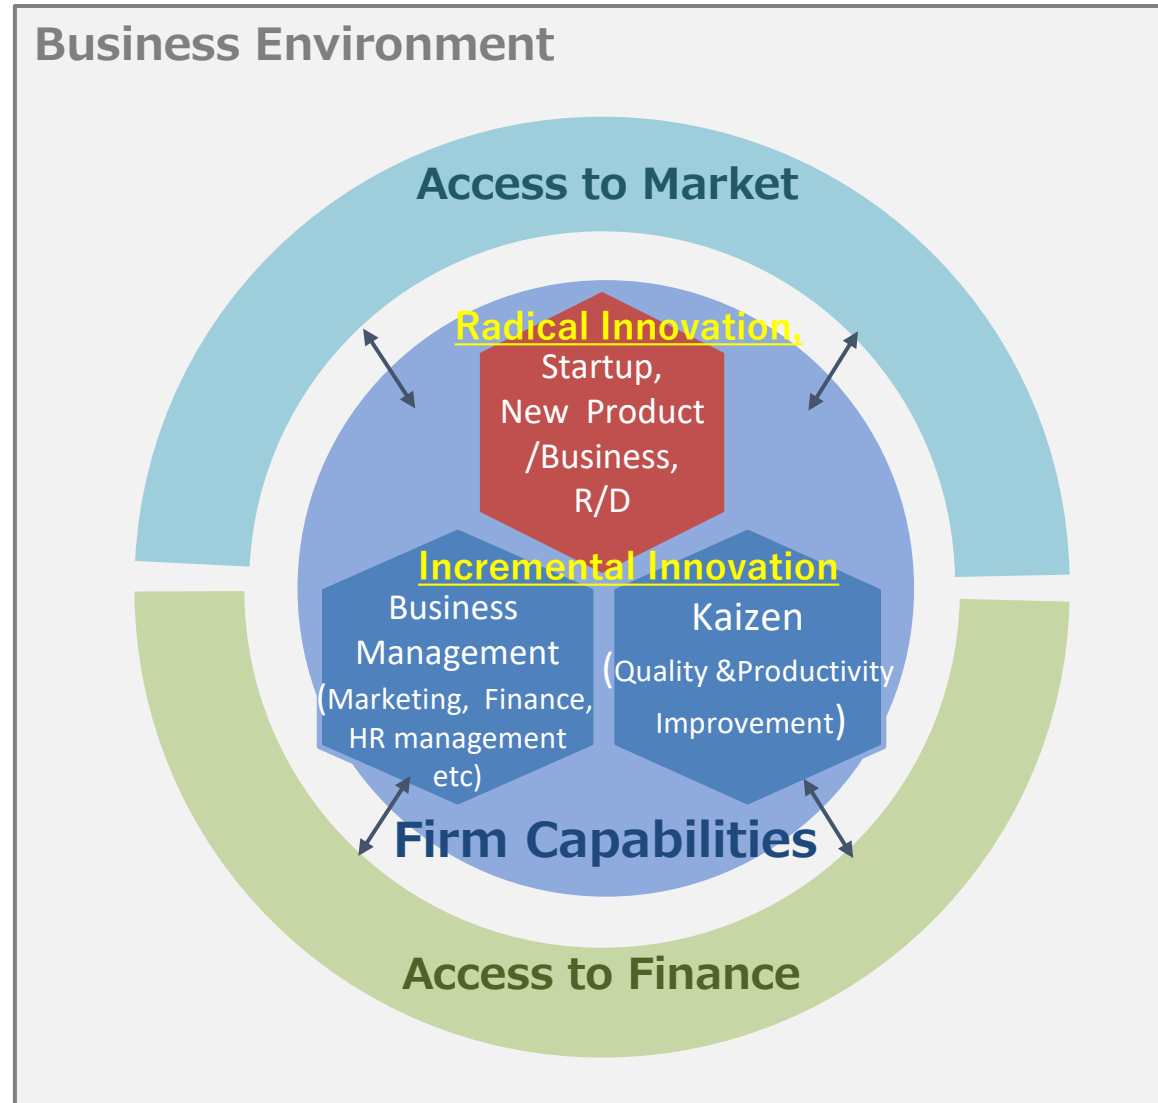 Business Environment
Access to Market
Radical Innovation,
Startup,
New Product
/Business,
R/D
Incremental Innovation
Business
Management
(Marketing, Finance,
HR management
etc)
Kaizen
(Quality &Productivity
Improvement)
Firm Capabilities
Access to Finance